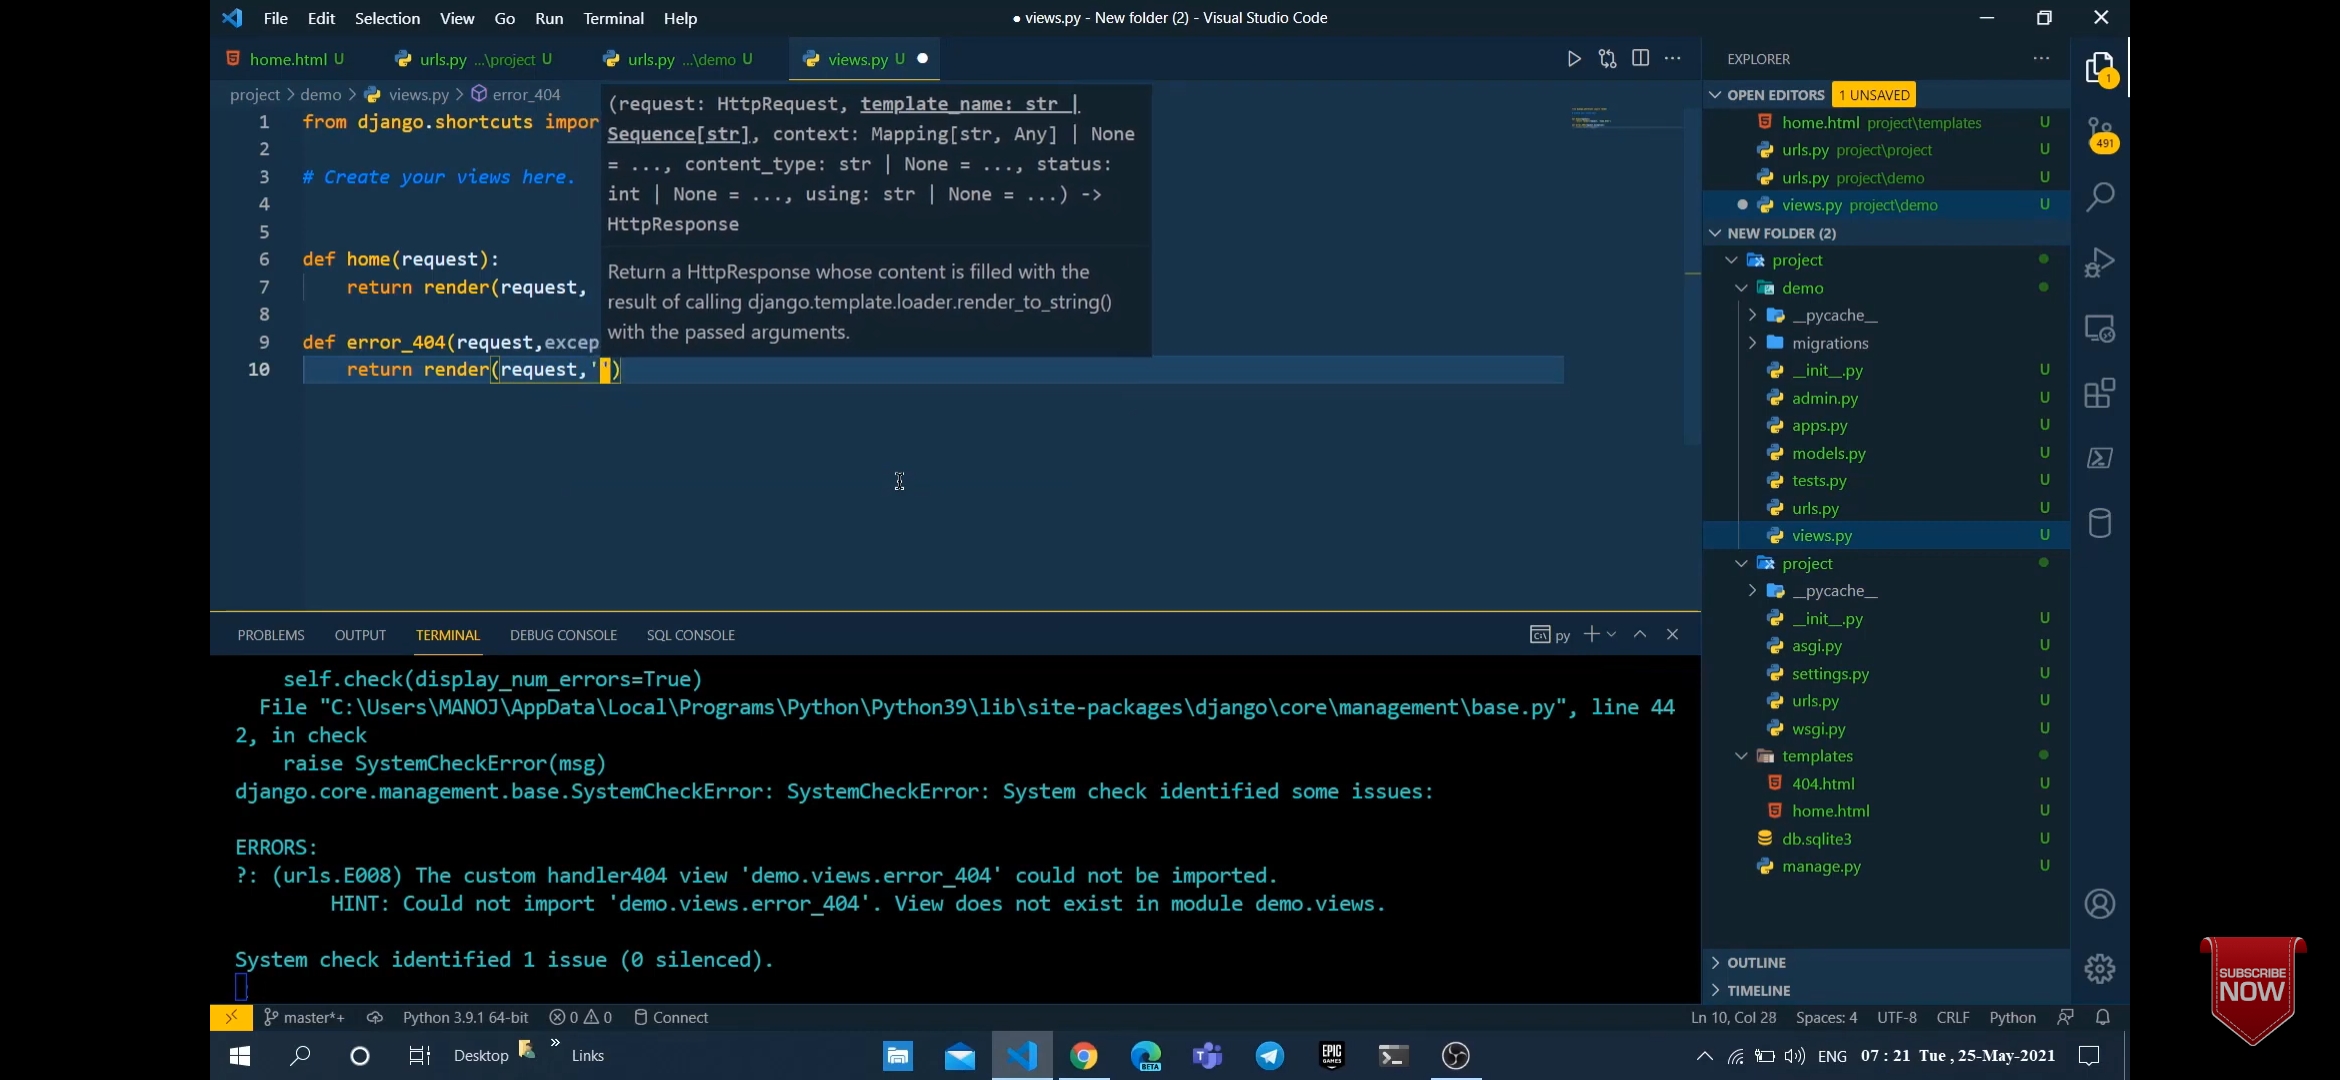 File Edit Selection View Go Run Terminal Help
● views.py - New folder (2) - Visual Studio Code
home.html U urls.py ...\project U urls.py ...\demo U views.py U
project > demo > views.py > error_404
1 from django.shortcuts impor
2
3 # Create your views here.
4
5
6 def home(request):
7 return render(request,
8
9 def error_404(request,excep
10 return render(request,'')
(request: HttpRequest, template_name: str |
Sequence[str], context: Mapping[str, Any] | None
= ..., content_type: str | None = ..., status:
int | None = ..., using: str | None = ...) ->
HttpResponse
Return a HttpResponse whose content is filled with the
result of calling django.template.loader.render_to_string()
with the passed arguments.
PROBLEMS OUTPUT TERMINAL DEBUG CONSOLE SQL CONSOLE
py
self.check(display_num_errors=True)
File "C:\Users\MANOJ\AppData\Local\Programs\Python\Python39\lib\site-packages\django\core\management\base.py", line 44
2, in check
raise SystemCheckError(msg)
django.core.management.base.SystemCheckError: SystemCheckError: System check identified some issues:
ERRORS:
?: (urls.E008) The custom handler404 view 'demo.views.error_404' could not be imported.
HINT: Could not import 'demo.views.error_404'. View does not exist in module demo.views.
System check identified 1 issue (0 silenced).
EXPLORER
OPEN EDITORS 1 UNSAVED
home.html project\templates U
urls.py project\project U
urls.py project\demo U
views.py project\demo U
NEW FOLDER (2)
project
demo
__pycache__
migrations
__init__.py U
admin.py U
apps.py U
models.py U
tests.py U
urls.py U
views.py U
project
__pycache__
__init__.py U
asgi.py U
settings.py U
urls.py U
wsgi.py U
templates
404.html U
home.html U
db.sqlite3 U
manage.py U
OUTLINE
TIMELINE
1
491
master*+ Python 3.9.1 64-bit 0 0 Connect
Ln 10, Col 28 Spaces: 4 UTF-8 CRLF Python
Desktop Links
BETA
EPIC GAMES
ENG 07 : 21 Tue , 25-May-2021
SUBSCRIBE
NOW